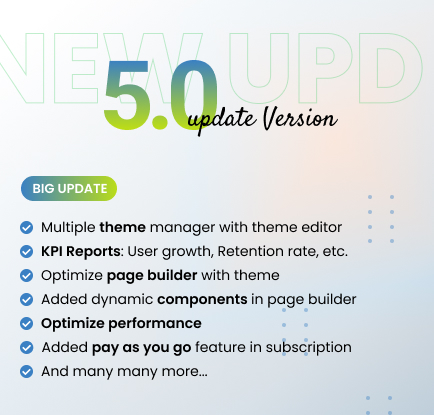 NEW UPD
5.0
update Version
BIG UPDATE
Multiple theme manager with theme editor
KPI Reports: User growth, Retention rate, etc.
Optimize page builder with theme
Added dynamic components in page builder
Optimize performance
Added pay as you go feature in subscription
And many many more...